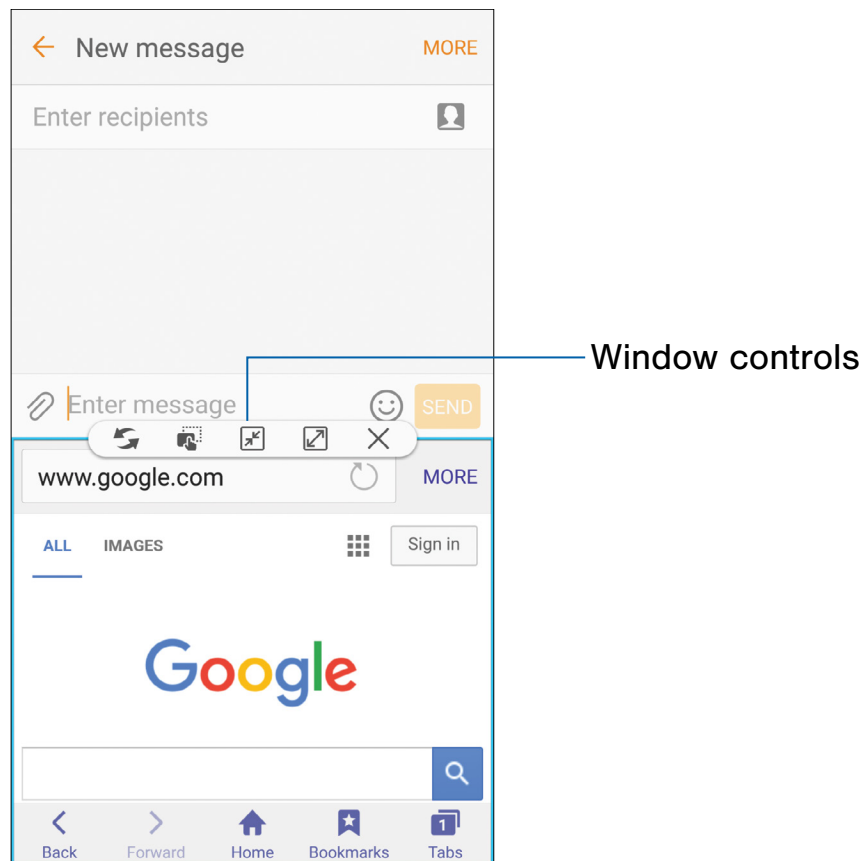 New message MORE
Enter recipients
Window controls
Enter message SEND
www.google.com MORE
ALL IMAGES Sign in
Google
1
Back Forward Home Bookmarks Tabs